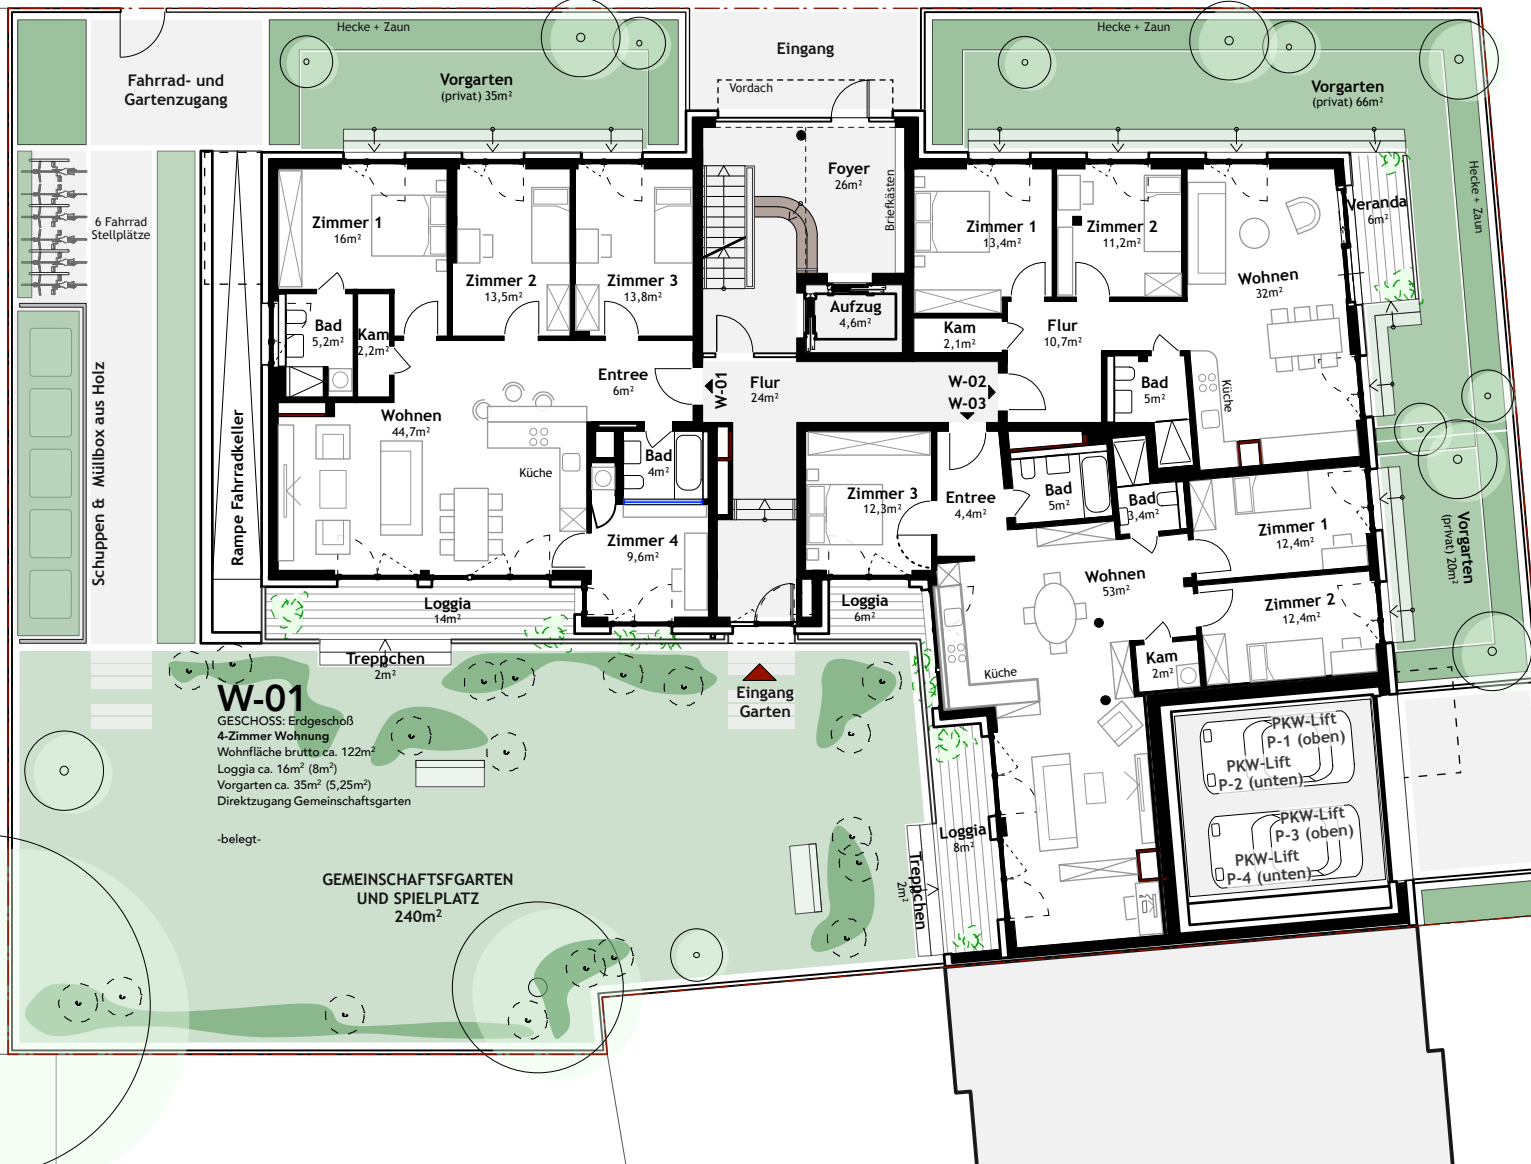 Hecke + Zaun
Hecke + Zaun
Eingang
Fahrrad- und
Gartenzugang
Vorgarten
(privat) 35m²
Vordach
Vorgarten
(privat) 66m²
Foyer
26m²
Briefkästen
Hecke + Zaun
6 Fahrrad
Stellplätze
Zimmer 1
16m²
Zimmer 2
13,5m²
Zimmer 3
13,8m²
Zimmer 1
13,4m²
Zimmer 2
11,2m²
Veranda
6m²
Wohnen
32m²
Bad
5,2m²
Kam
2,2m²
Aufzug
4,6m²
Kam
2,1m²
Flur
10,7m²
Entree
6m²
W-01
Flur
24m²
W-02
W-03
Bad
5m²
Küche
Schuppen & Müllbox aus Holz
Rampe Fahrradkeller
Wohnen
44,7m²
Küche
Bad
4m²
Zimmer 3
12,3m²
Entree
4,4m²
Bad
5m²
Bad
3,4m²
Zimmer 1
12,4m²
Vorgarten
(privat) 20m²
Zimmer 4
9,6m²
Wohnen
53m²
Zimmer 2
12,4m²
Loggia
14m²
Loggia
6m²
Treppchen
2m²
Küche
Kam
2m²
Eingang
Garten
W-01
GESCHOSS: Erdgeschoß
4-Zimmer Wohnung
Wohnfläche brutto ca. 122m²
Loggia ca. 16m² (8m²)
Vorgarten ca. 35m² (5,25m²)
Direktzugang Gemeinschaftsgarten
-belegt-
PKW-Lift
P-1 (oben)
PKW-Lift
P-2 (unten)
PKW-Lift
P-3 (oben)
PKW-Lift
P-4 (unten)
Loggia
8m²
Treppchen
2m²
GEMEINSCHAFTSFGARTEN
UND SPIELPLATZ
240m²